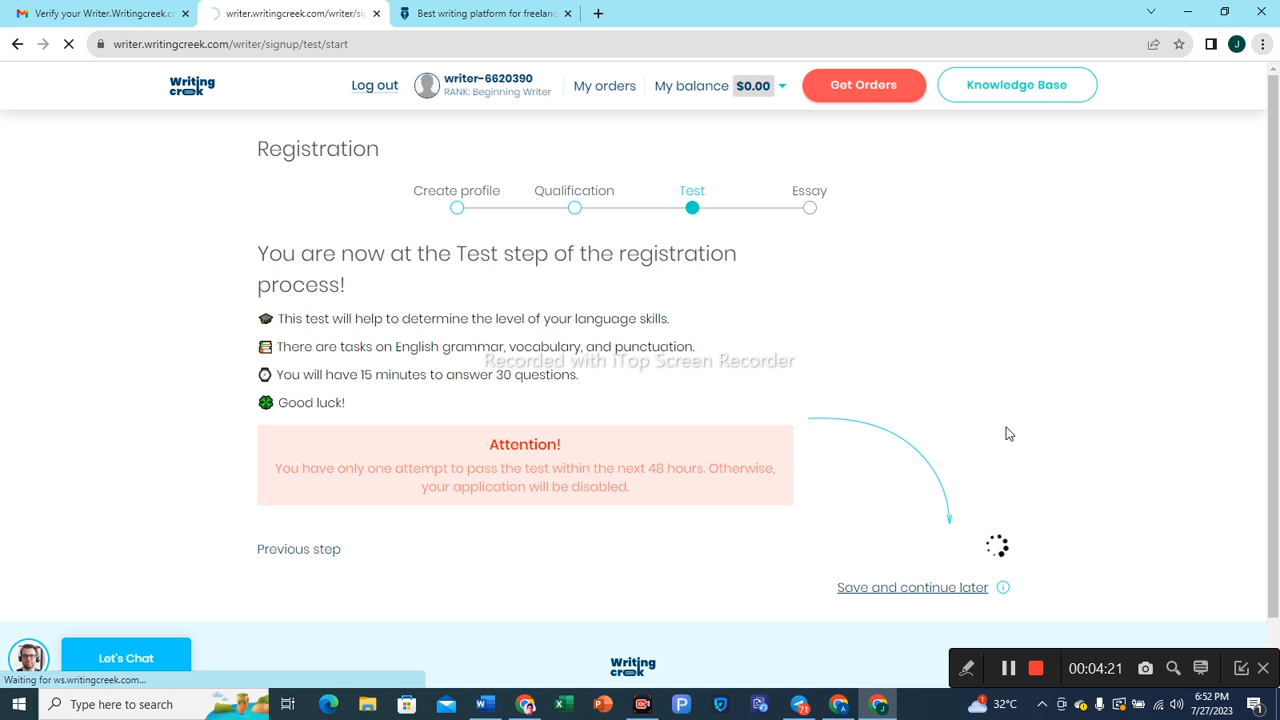 Verify your Writing Creek.c
writer.writingcreek.com/writer/si
Best writing platform for freelanc
writer.writingcreek.com/writer/signup/test/start
J
Writing
creek
Log out
writer-6620390
RANK: Beginning Writer
My orders
My balance
$0.00
Get Orders
Knowledge Base
Registration
Create profile
Qualification
Test
Essay
You are now at the Test step of the registration
process!
This test will help to determine the level of your language skills.
There are tasks on English grammar, vocabulary, and punctuation.
Recorded with iTop Screen Recorder
You will have 15 minutes to answer 30 questions.
Good luck!
Attention!
You have only one attempt to pass the test within the next 48 hours. Otherwise,
your application will be disabled.
Previous step
Save and continue later
Let's Chat
Writing
creek
Waiting for ws.writingcreek.com...
00:04:21
Type here to search
71
32°C
6:52 PM
7/27/2023